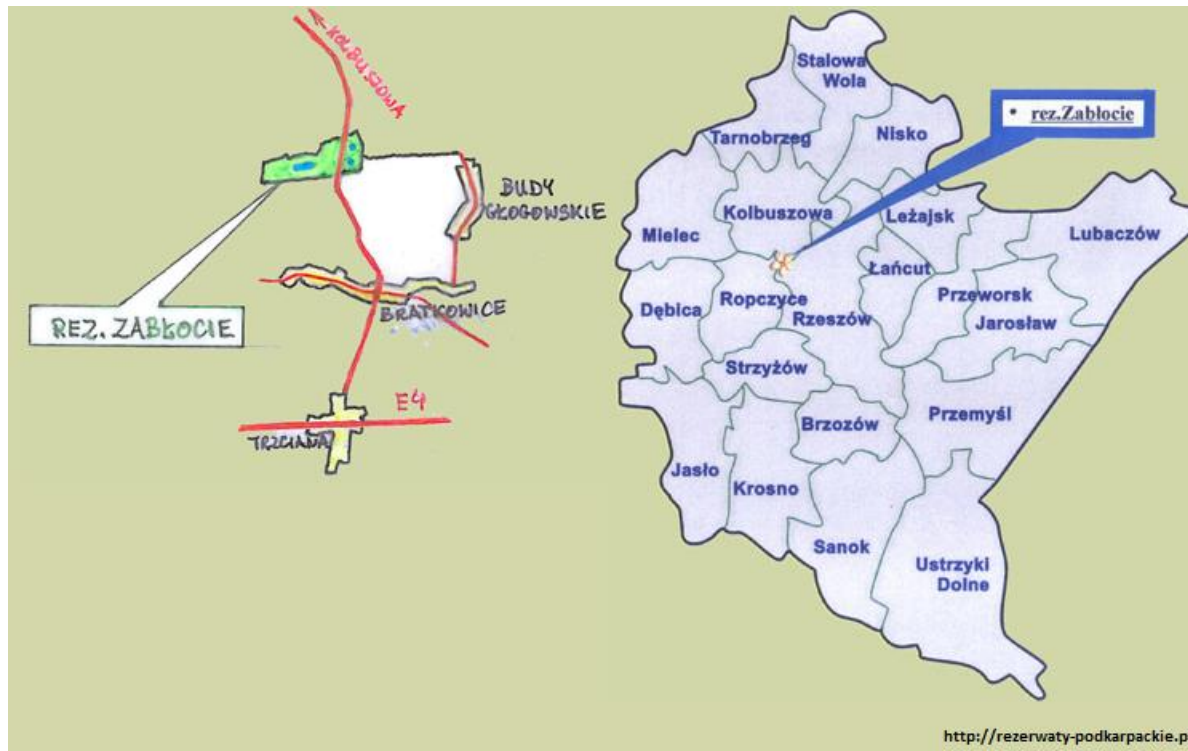 KOLBUSZOWA
BUDY
GŁOGOWSKIE
BRATKOWICE
REZ. ZABŁOCIE
E4
TRZCIANA
• rez.Zabłocie
Stalowa
Wola
Tarnobrzeg
Nisko
Kolbuszowa
Leżajsk
Mielec
Lubaczów
Łańcut
Dębica
Ropczyce
Rzeszów
Przeworsk
Jarosław
Strzyżów
Brzozów
Przemyśl
Jasło
Krosno
Sanok
Ustrzyki
Dolne
http://rezerwaty-podkarpackie.p